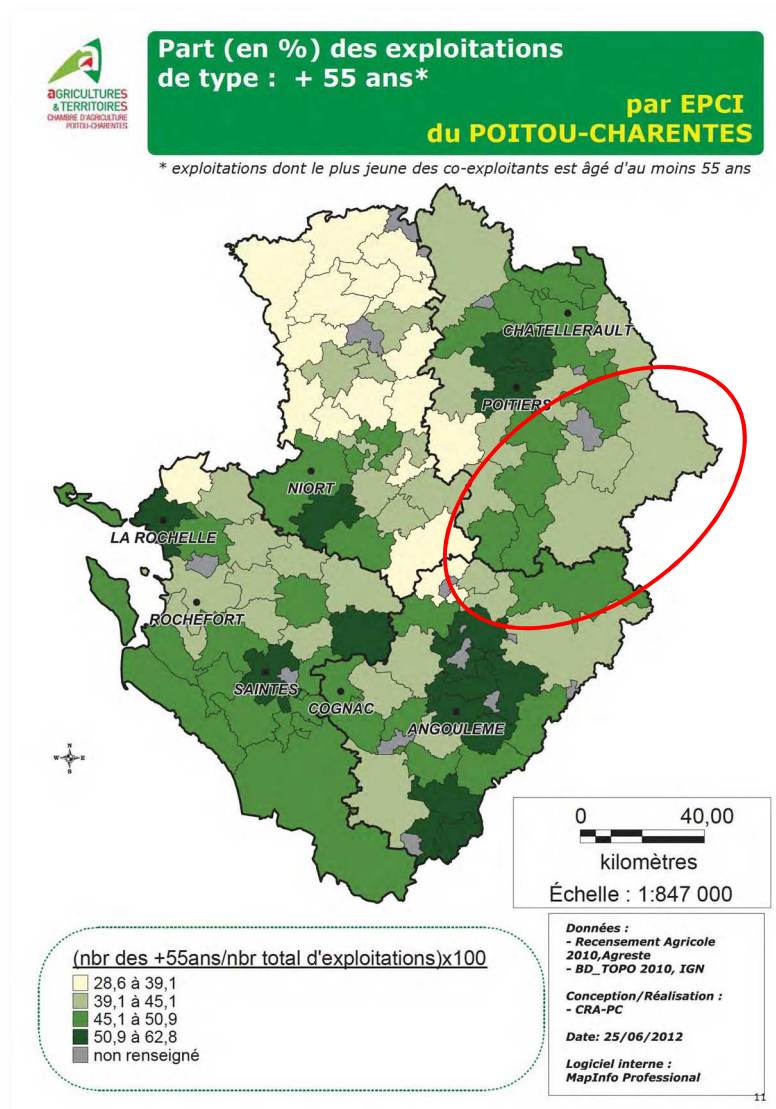 aGRICULTURES
& TERRITOIRES
CHAMBRE D'AGRICULTURE
POITOU-CHARENTES
Part (en %) des exploitations
de type : + 55 ans*
par EPCI
du POITOU-CHARENTES
* exploitations dont le plus jeune des co-exploitants est âgé d'au moins 55 ans
CHATELLERAULT
POITIERS
NIORT
LA ROCHELLE
ROCHEFORT
SAINTES
COGNAC
ANGOULEME
N
W E
S
0 40,00
kilomètres
Échelle : 1:847 000
(nbr des +55ans/nbr total d'exploitations)x100
28,6 à 39,1
39,1 à 45,1
45,1 à 50,9
50,9 à 62,8
non renseigné
Données :
- Recensement Agricole
2010,Agreste
- BD_TOPO 2010, IGN
Conception/Réalisation :
- CRA-PC
Date: 25/06/2012
Logiciel interne :
MapInfo Professional
11